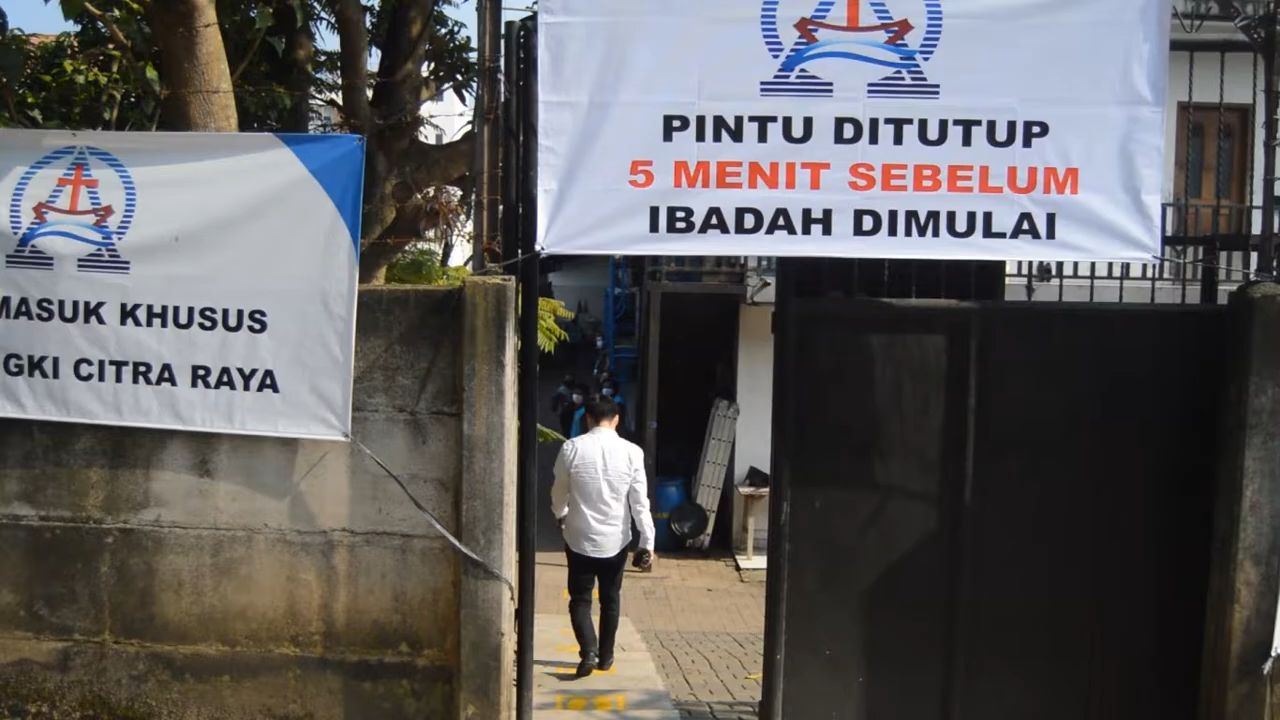 MASUK KHUSUS
GKI CITRA RAYA
PINTU DITUTUP
5 MENIT SEBELUM
IBADAH DIMULAI